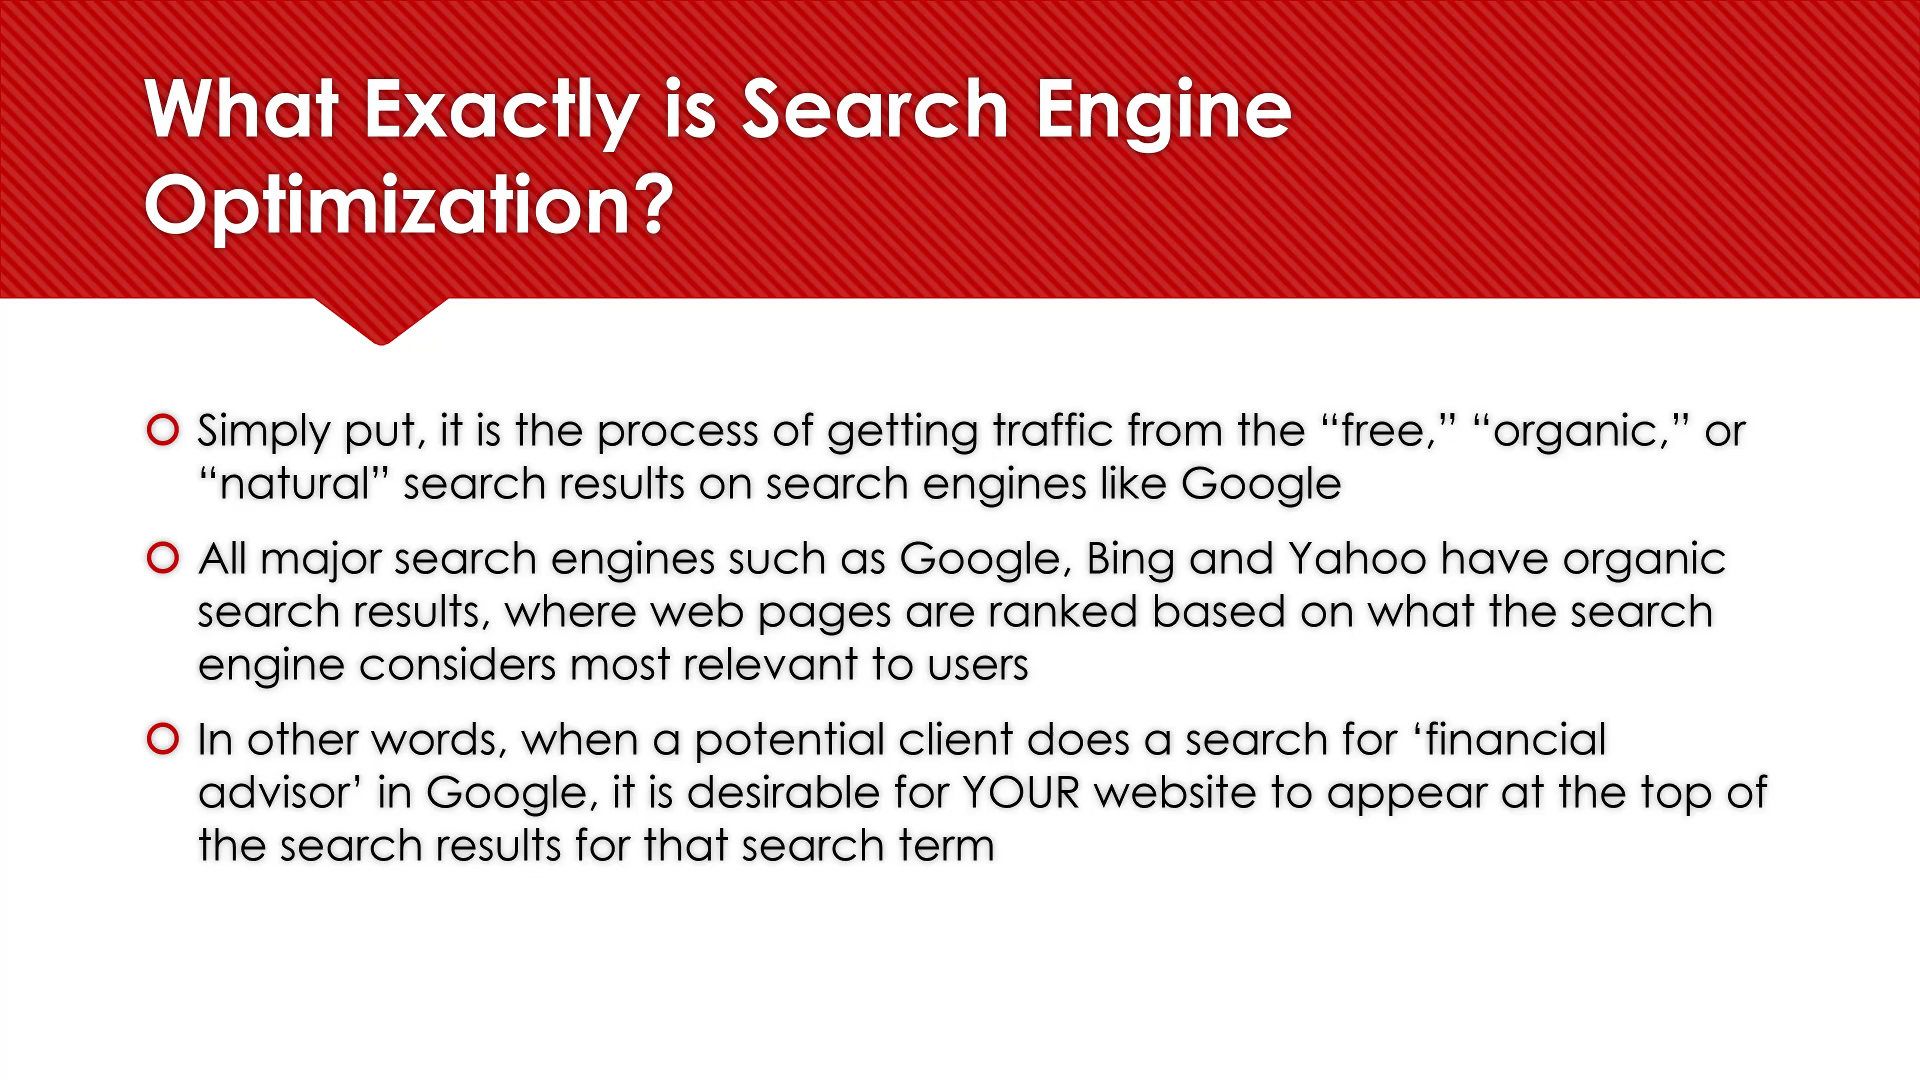 What Exactly is Search Engine
Optimization?
Simply put, it is the process of getting traffic from the “free,” “organic,” or
“natural” search results on search engines like Google
All major search engines such as Google, Bing and Yahoo have organic
search results, where web pages are ranked based on what the search
engine considers most relevant to users
In other words, when a potential client does a search for ‘financial
advisor’ in Google, it is desirable for YOUR website to appear at the top of
the search results for that search term